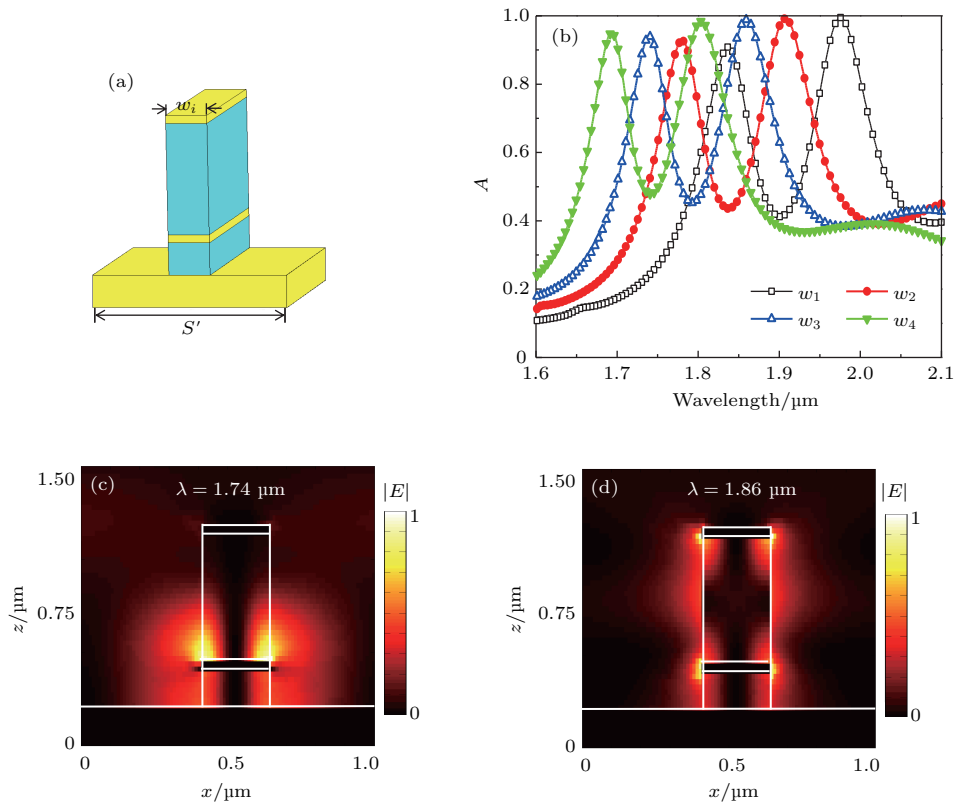 (a)
wᵢ
S′
(b)
A
1.0
0.8
0.6
0.4
0.2
0
w₁
w₂
w₃
w₄
1.6
1.7
1.8
1.9
2.0
2.1
Wavelength/µm
(c)
λ = 1.74 µm
|E|
1
0
z/µm
1.50
0.75
0
0
0.5
1.0
x/µm
(d)
λ = 1.86 µm
|E|
1
0
z/µm
1.50
0.75
0
0
0.5
1.0
x/µm